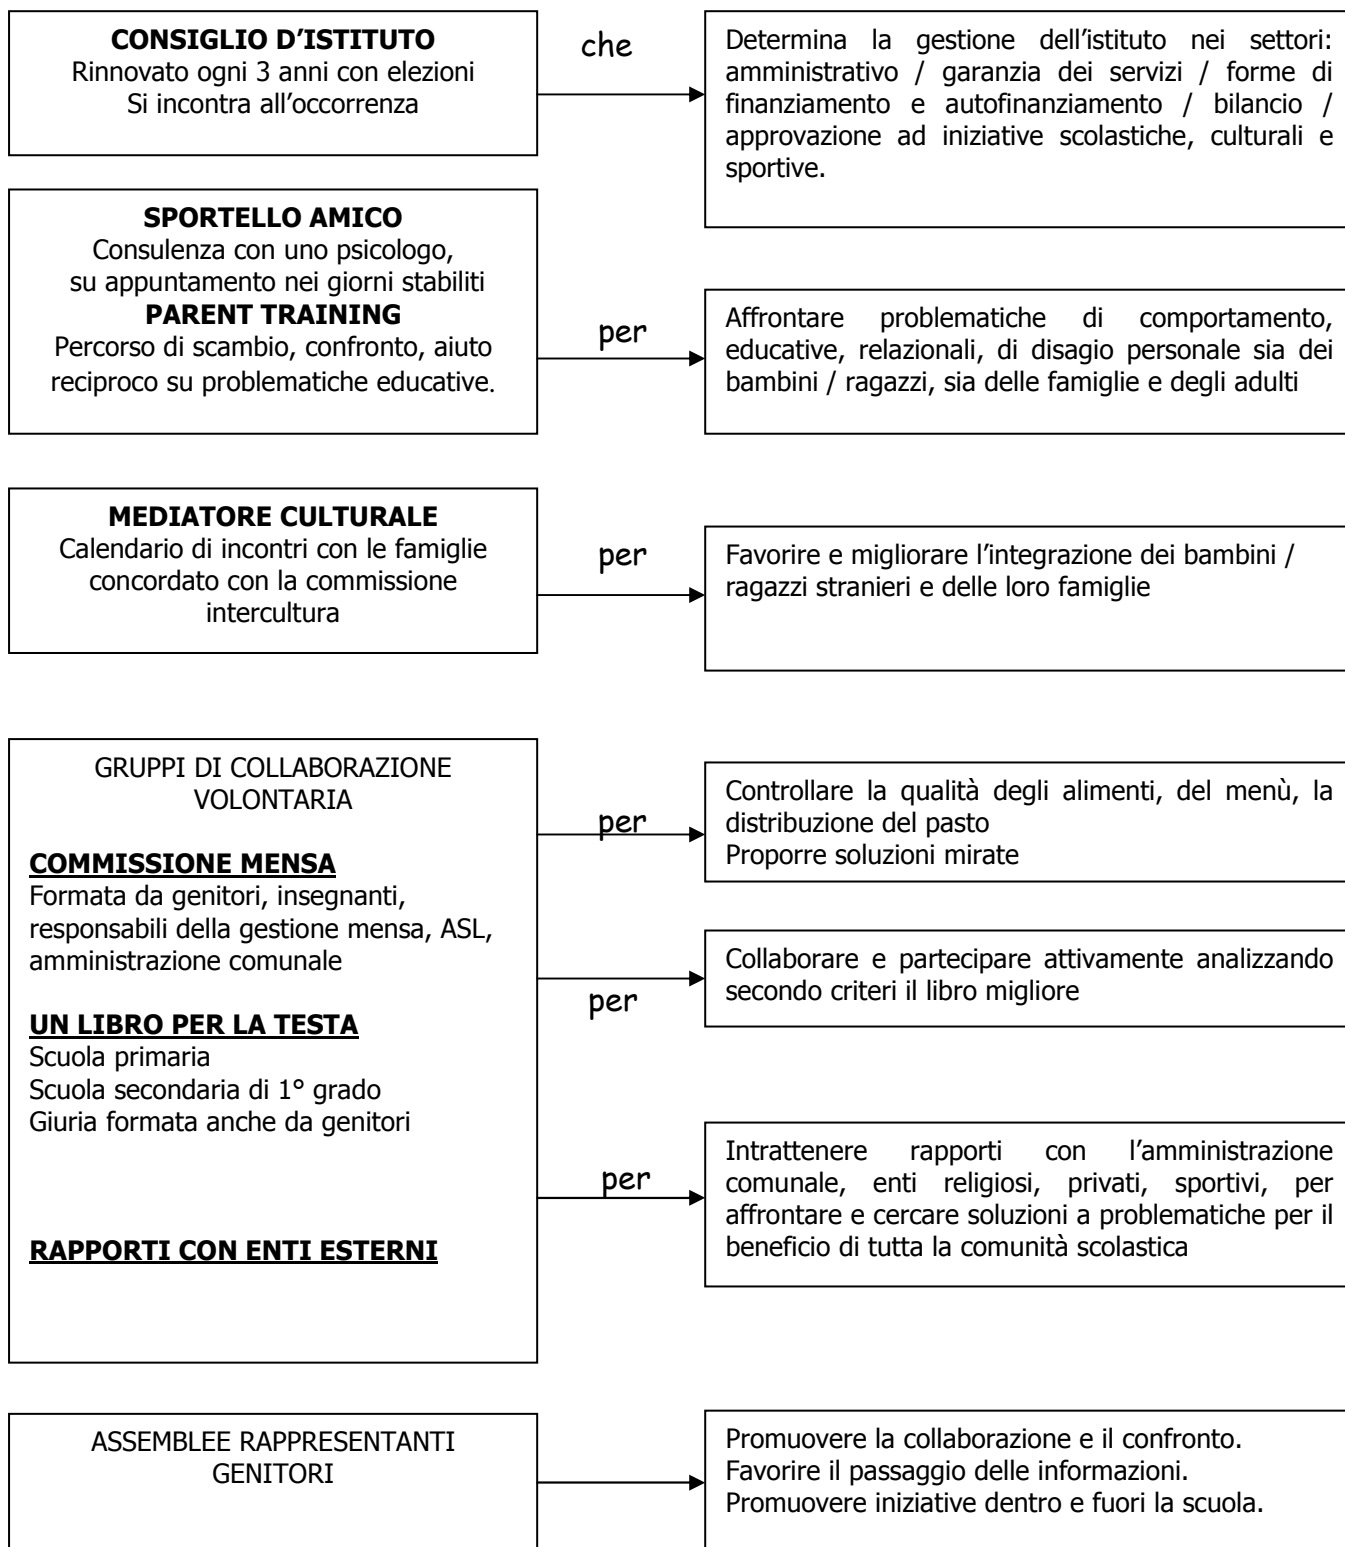 CONSIGLIO D’ISTITUTO
Rinnovato ogni 3 anni con elezioni
Si incontra all’occorrenza
che
Determina la gestione dell’istituto nei settori:
amministrativo / garanzia dei servizi / forme di
finanziamento e autofinanziamento / bilancio /
approvazione ad iniziative scolastiche, culturali e
sportive.
SPORTELLO AMICO
Consulenza con uno psicologo,
su appuntamento nei giorni stabiliti
PARENT TRAINING
Percorso di scambio, confronto, aiuto
reciproco su problematiche educative.
per
Affrontare problematiche di comportamento,
educative, relazionali, di disagio personale sia dei
bambini / ragazzi, sia delle famiglie e degli adulti
MEDIATORE CULTURALE
Calendario di incontri con le famiglie
concordato con la commissione
intercultura
per
Favorire e migliorare l’integrazione dei bambini /
ragazzi stranieri e delle loro famiglie
GRUPPI DI COLLABORAZIONE
VOLONTARIA
COMMISSIONE MENSA
Formata da genitori, insegnanti,
responsabili della gestione mensa, ASL,
amministrazione comunale
UN LIBRO PER LA TESTA
Scuola primaria
Scuola secondaria di 1° grado
Giuria formata anche da genitori
RAPPORTI CON ENTI ESTERNI
per
Controllare la qualità degli alimenti, del menù, la
distribuzione del pasto
Proporre soluzioni mirate
per
Collaborare e partecipare attivamente analizzando
secondo criteri il libro migliore
per
Intrattenere rapporti con l’amministrazione
comunale, enti religiosi, privati, sportivi, per
affrontare e cercare soluzioni a problematiche per il
beneficio di tutta la comunità scolastica
ASSEMBLEE RAPPRESENTANTI
GENITORI
Promuovere la collaborazione e il confronto.
Favorire il passaggio delle informazioni.
Promuovere iniziative dentro e fuori la scuola.